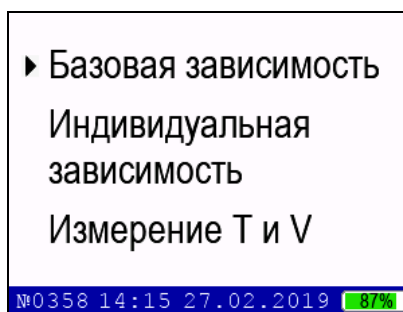 Базовая зависимость
Индивидуальная
зависимость
Измерение T и V
№0358 14:15 27.02.2019 87%